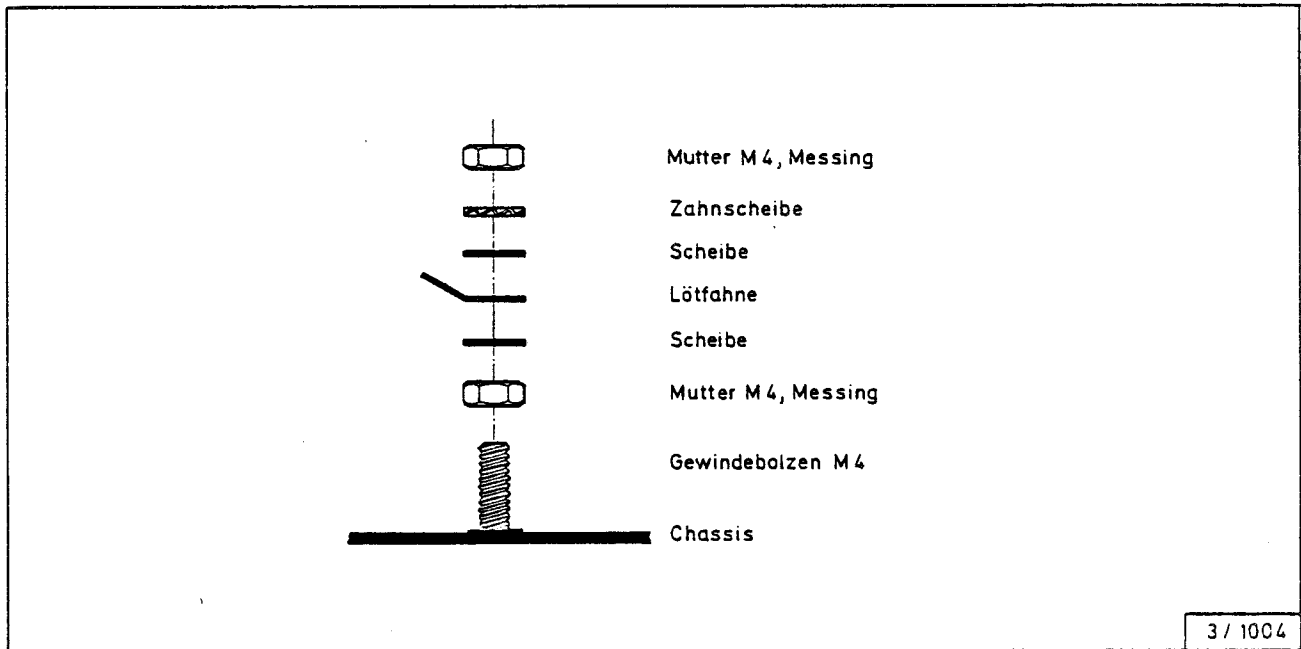 Mutter M 4, Messing
Zahnscheibe
Scheibe
Lötfahne
Scheibe
Mutter M 4, Messing
Gewindebolzen M 4
Chassis
3 / 1004